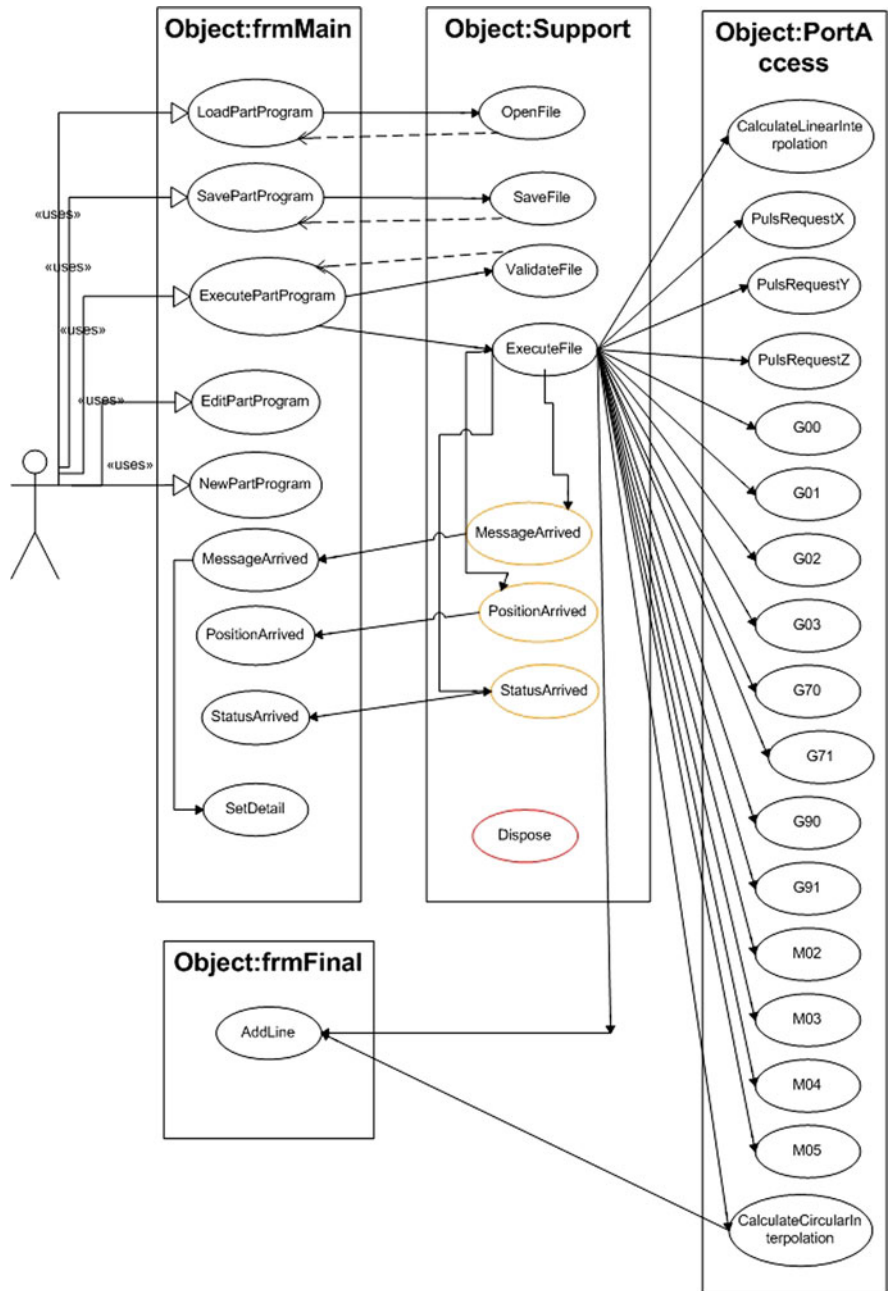 Object:frmMain
LoadPartProgram
SavePartProgram
«uses»
«uses»
ExecutePartProgram
«uses»
«uses»
EditPartProgram
«uses»
NewPartProgram
MessageArrived
PositionArrived
StatusArrived
SetDetail
Object:Support
OpenFile
SaveFile
ValidateFile
ExecuteFile
MessageArrived
PositionArrived
StatusArrived
Dispose
Object:PortA
ccess
CalculateLinearInte
rpolation
PulsRequestX
PulsRequestY
PulsRequestZ
G00
G01
G02
G03
G70
G71
G90
G91
M02
M03
M04
M05
CalculateCircularIn
terpolation
Object:frmFinal
AddLine